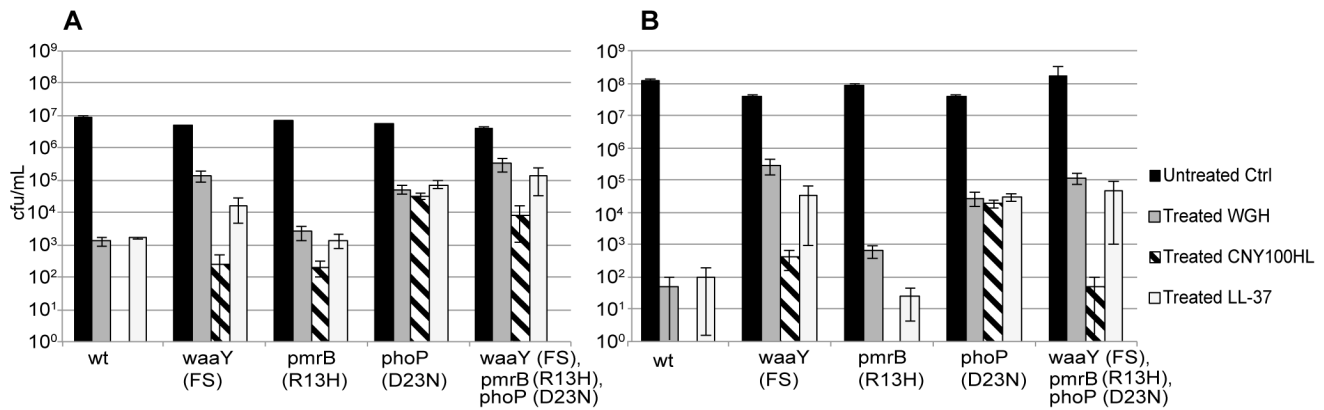 A
B
cfu/mL
10⁹
10⁸
10⁷
10⁶
10⁵
10⁴
10³
10²
10¹
10⁰
wt
waaY
(FS)
pmrB
(R13H)
phoP
(D23N)
waaY (FS),
pmrB (R13H),
phoP (D23N)
10⁹
10⁸
10⁷
10⁶
10⁵
10⁴
10³
10²
10¹
10⁰
wt
waaY
(FS)
pmrB
(R13H)
phoP
(D23N)
waaY (FS),
pmrB (R13H),
phoP (D23N)
Untreated Ctrl
Treated WGH
Treated CNY100HL
Treated LL-37